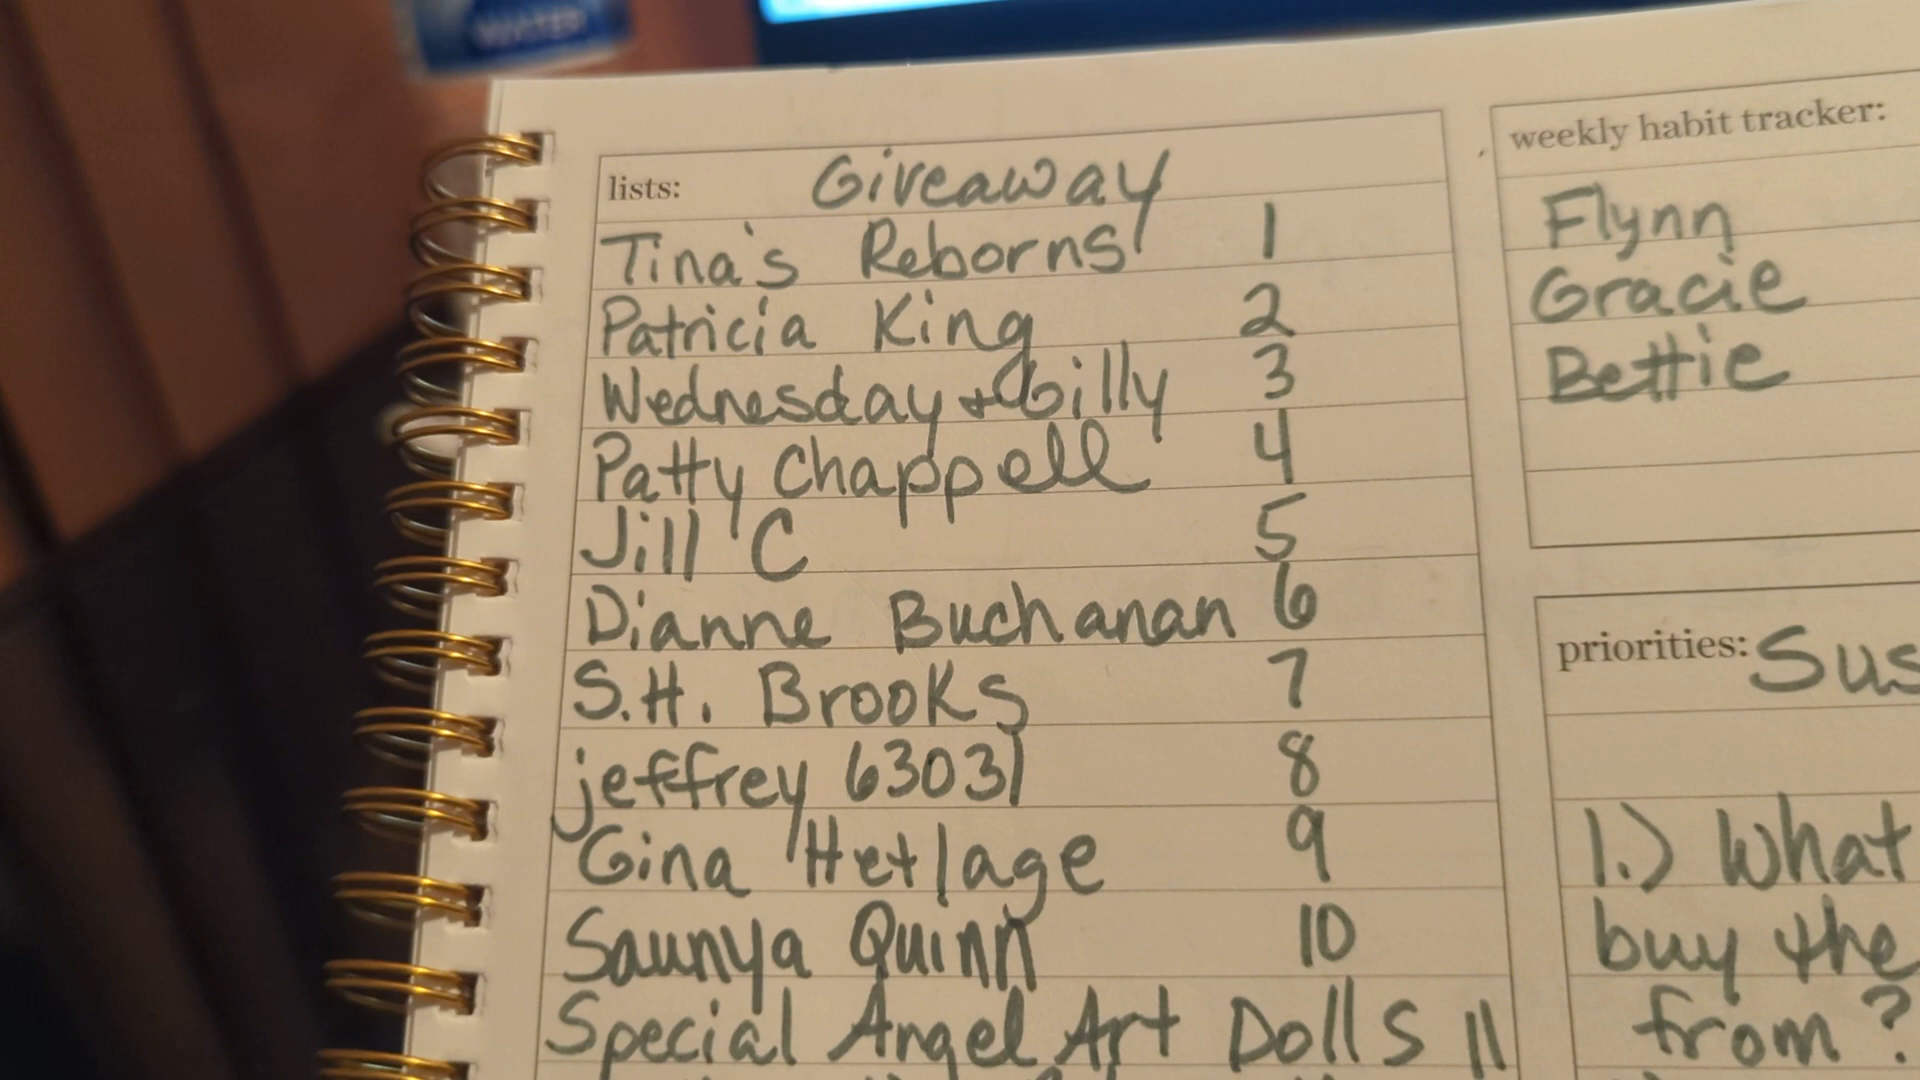 WATER
lists: Giveaway
Tina's Reborns 1
Patricia King 2
Wednesday + Gilly 3
Patty Chappell 4
Jill C 5
Dianne Buchanan 6
S.H. Brooks 7
jeffrey 63031 8
Gina Hetlage 9
Saunya Quinn 10
Special Angel Art Dolls 11
weekly habit tracker:
Flynn
Gracie
Bettie
priorities: Sus
1.) What
buy the
from?